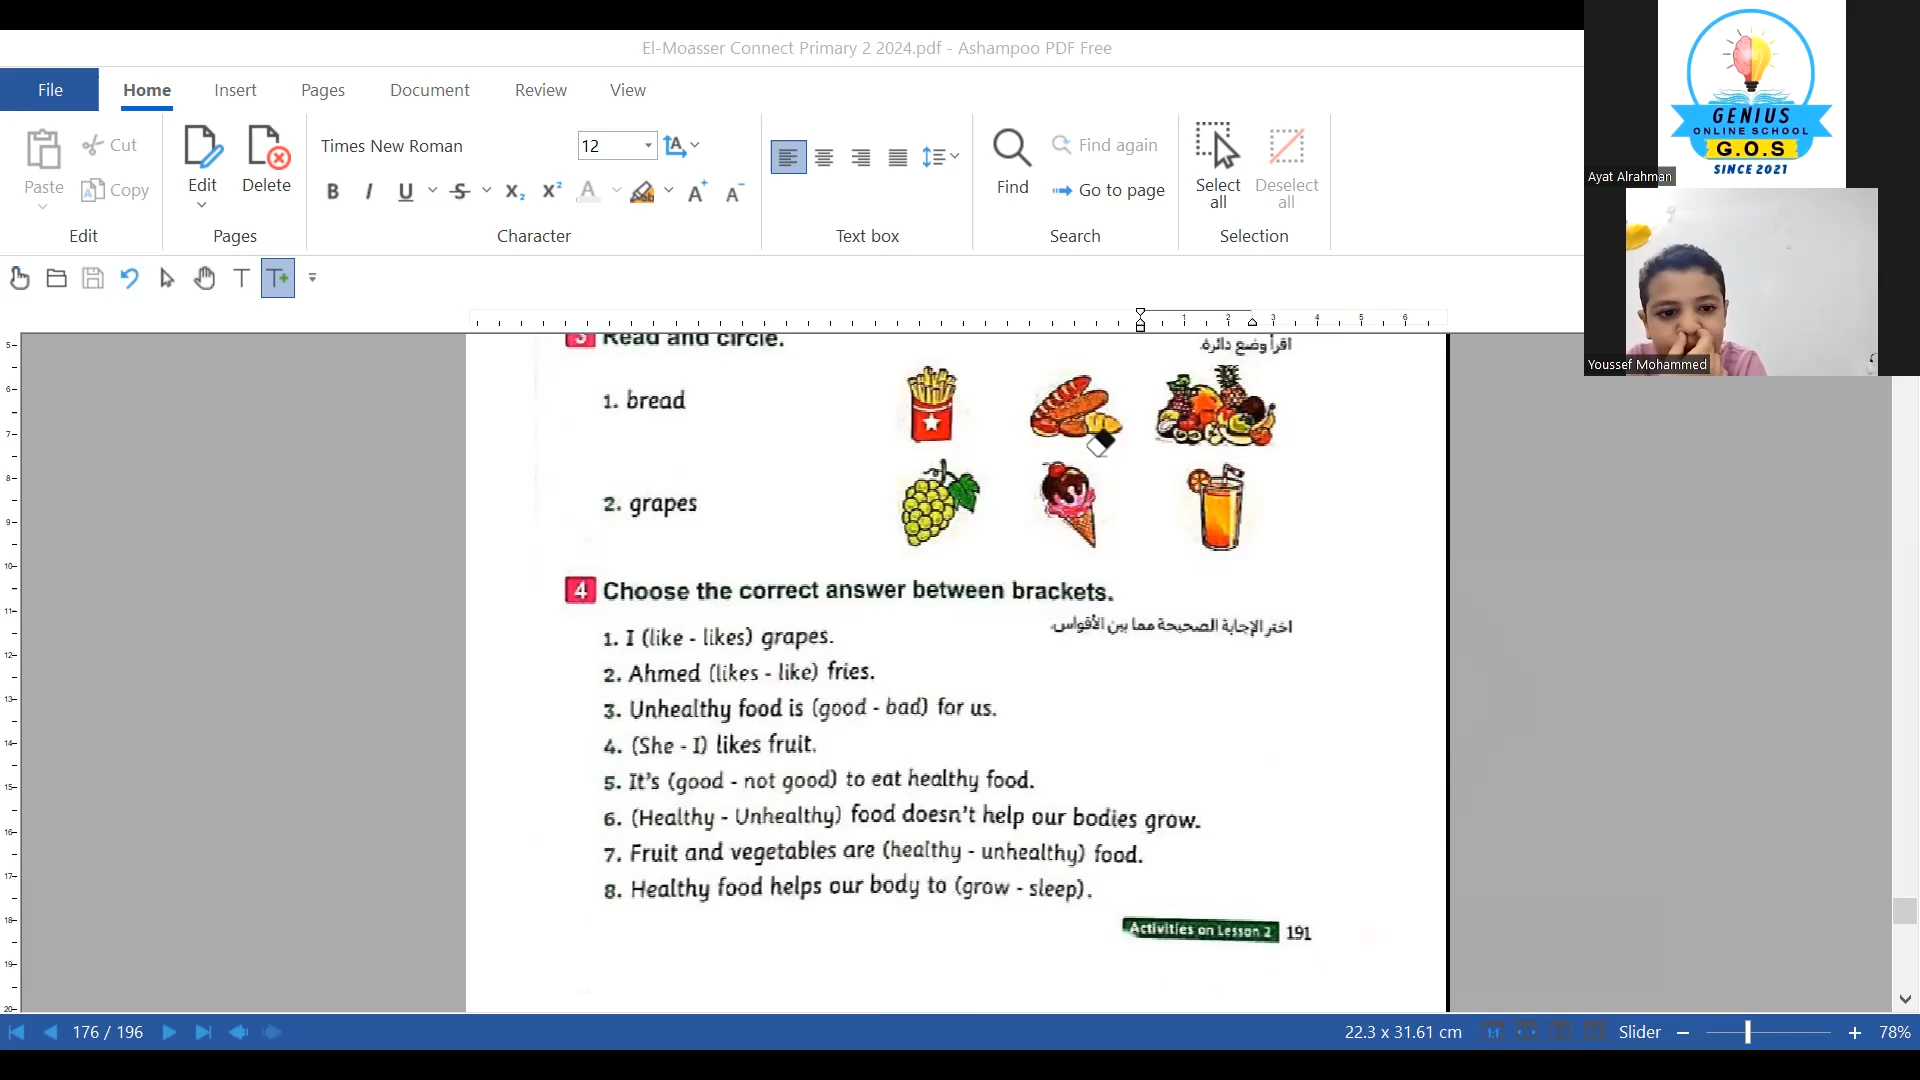 El-Moasser Connect Primary 2 2024.pdf - Ashampoo PDF Free
File
Home
Insert
Pages
Document
Review
View
Paste
Cut
Copy
Edit
Edit
Delete
Pages
Times New Roman
12
Character
Text box
Find
Find again
Go to page
Search
Select all
Deselect all
Selection
GENIUS
ONLINE SCHOOL
G.O.S
SINCE 2021
Ayat Alrahman
Youssef Mohammed
3 Read and circle.
اقرأ وضع دائرة.
1. bread
2. grapes
4 Choose the correct answer between brackets.
اختر الإجابة الصحيحة مما بين الأقواس.
1. I (like - likes) grapes.
2. Ahmed (likes - like) fries.
3. Unhealthy food is (good - bad) for us.
4. (She - I) likes fruit.
5. It's (good - not good) to eat healthy food.
6. (Healthy - Unhealthy) food doesn't help our bodies grow.
7. Fruit and vegetables are (healthy - unhealthy) food.
8. Healthy food helps our body to (grow - sleep).
Activities on Lesson 2 191
176 / 196
22.3 x 31.61 cm
1:1
Slider
78%